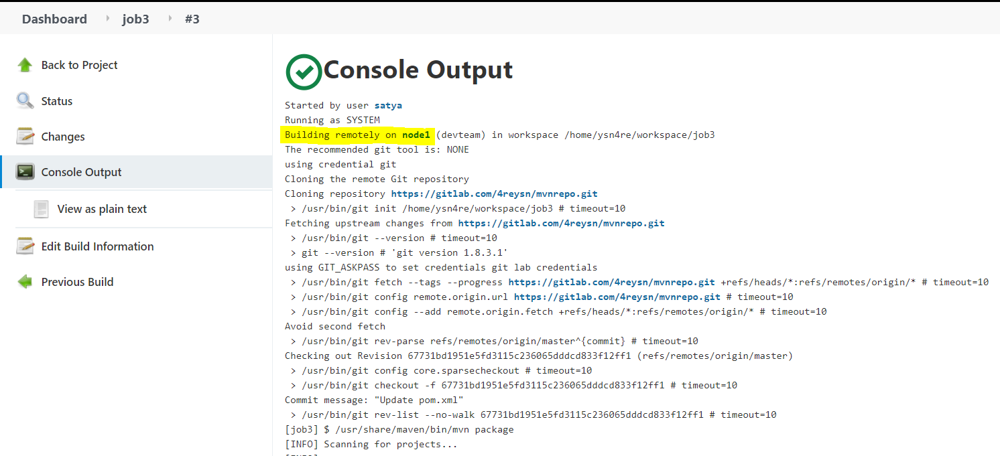 Dashboard job3 #3
Back to Project
Status
Changes
Console Output
View as plain text
Edit Build Information
Previous Build
Console Output
Started by user satya
Running as SYSTEM
Building remotely on node1 (devteam) in workspace /home/ysn4re/workspace/job3
The recommended git tool is: NONE
using credential git
Cloning the remote Git repository
Cloning repository https://gitlab.com/4reysn/mvnrepo.git
> /usr/bin/git init /home/ysn4re/workspace/job3 # timeout=10
Fetching upstream changes from https://gitlab.com/4reysn/mvnrepo.git
> /usr/bin/git --version # timeout=10
> git --version # 'git version 1.8.3.1'
using GIT_ASKPASS to set credentials git lab credentials
> /usr/bin/git fetch --tags --progress https://gitlab.com/4reysn/mvnrepo.git +refs/heads/*:refs/remotes/origin/* # timeout=10
> /usr/bin/git config remote.origin.url https://gitlab.com/4reysn/mvnrepo.git # timeout=10
> /usr/bin/git config --add remote.origin.fetch +refs/heads/*:refs/remotes/origin/* # timeout=10
Avoid second fetch
> /usr/bin/git rev-parse refs/remotes/origin/master^{commit} # timeout=10
Checking out Revision 67731bd1951e5fd3115c236065dddcd833f12ff1 (refs/remotes/origin/master)
> /usr/bin/git config core.sparsecheckout # timeout=10
> /usr/bin/git checkout -f 67731bd1951e5fd3115c236065dddcd833f12ff1 # timeout=10
Commit message: "Update pom.xml"
> /usr/bin/git rev-list --no-walk 67731bd1951e5fd3115c236065dddcd833f12ff1 # timeout=10
[job3] $ /usr/share/maven/bin/mvn package
[INFO] Scanning for projects...